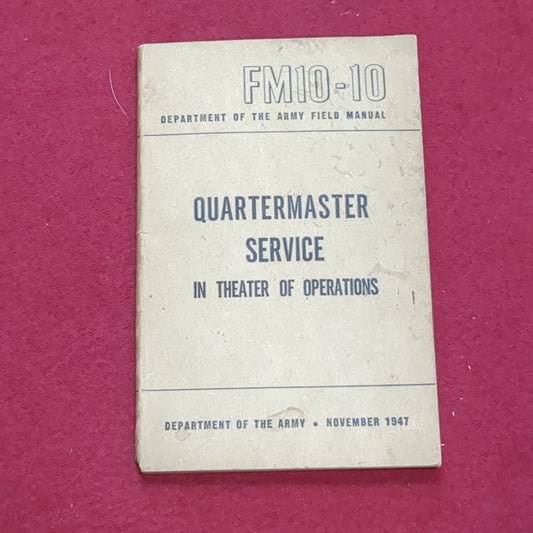 FM10-10
DEPARTMENT OF THE ARMY FIELD MANUAL
QUARTERMASTER
SERVICE
IN THEATER OF OPERATIONS
DEPARTMENT OF THE ARMY • NOVEMBER 1947